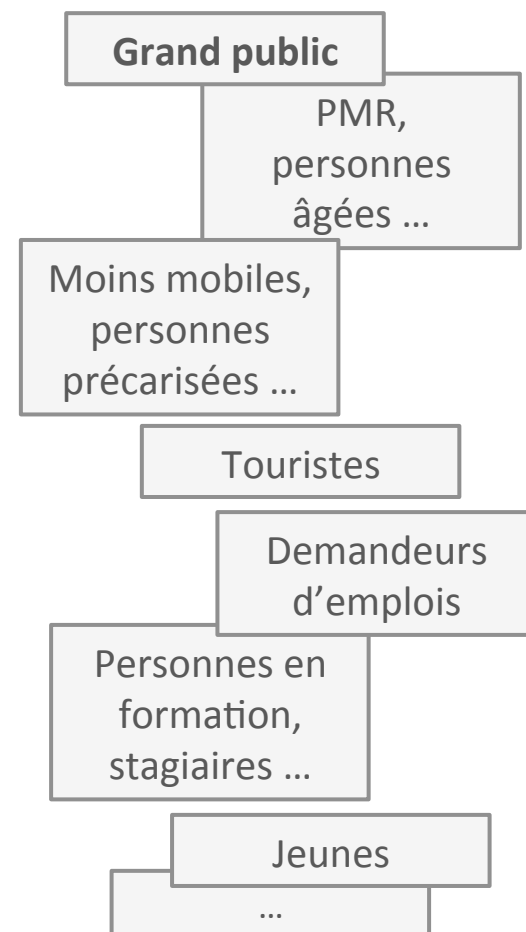 Grand public
PMR,
personnes
âgées ...
Moins mobiles,
personnes
précarisées ...
Touristes
Demandeurs
d’emplois
Personnes en
formation,
stagiaires ...
Jeunes
...